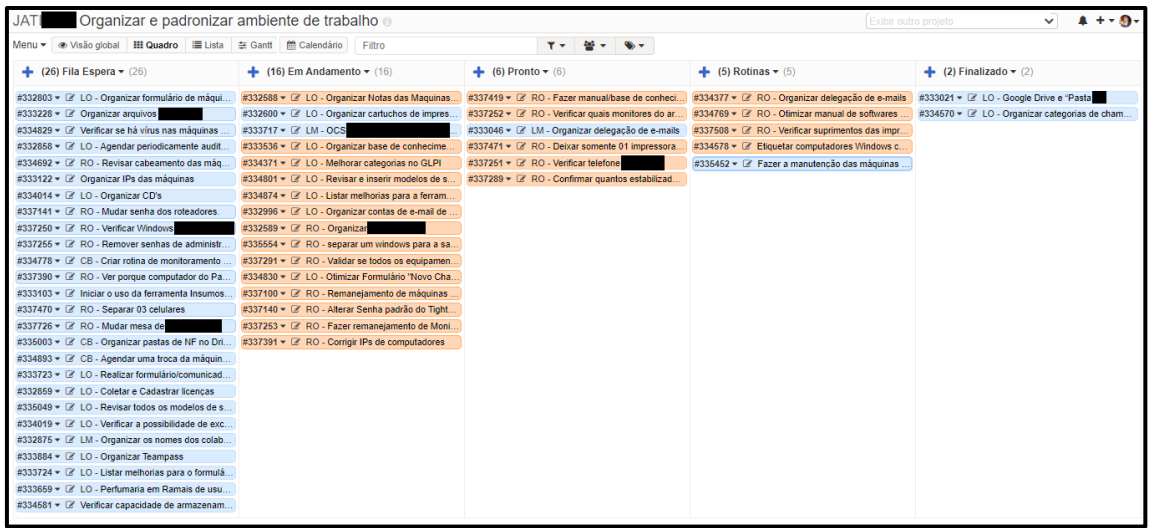 JATI Organizar e padronizar ambiente de trabalho
Exibir outro projeto
Menu Visão global Quadro Lista Gantt Calendário Filtro
(26) Fila Espera (26)
#332803 LO - Organizar formulário de máqui...
#333228 Organizar arquivos
#334829 Verificar se há vírus nas máquinas ...
#332858 LO - Agendar periodicamente audit...
#334692 RO - Revisar cabeamento das máq...
#333122 Organizar IPs das máquinas
#334014 LO - Organizar CD's
#337141 RO - Mudar senha dos roteadores.
#337250 RO - Verificar Windows
#337255 RO - Remover senhas de administr...
#334778 CB - Criar rotina de monitoramento ...
#337390 RO - Ver porque computador do Pa...
#333103 Iniciar o uso da ferramenta Insumos...
#337470 RO - Separar 03 celulares
#337726 RO - Mudar mesa de
#335003 CB - Organizar pastas de NF no Dri...
#334893 CB - Agendar uma troca da máquin...
#333723 LO - Realizar formulário/comunicad...
#332859 LO - Coletar e Cadastrar licenças
#335049 LO - Revisar todos os modelos de s...
#334019 LO - Verificar a possibilidade de exc...
#332875 LM - Organizar os nomes dos colab...
#333884 LO - Organizar Teampass
#333724 LO - Listar melhorias para o formulá...
#333659 LO - Perfumaria em Ramais de usu...
#334581 Verificar capacidade de armazenam...
(16) Em Andamento (16)
#332588 LO - Organizar Notas das Maquinas...
#332600 LO - Organizar cartuchos de impres...
#333717 LM - OCS
#333536 LO - Organizar base de conhecime...
#334371 LO - Melhorar categorias no GLPI
#334801 LO - Revisar e inserir modelos de s...
#334874 LO - Listar melhorias para a ferram...
#332996 LO - Organizar contas de e-mail de ...
#332589 RO - Organizar
#335554 RO - separar um windows para a sa...
#337291 RO - Validar se todos os equipamen...
#334830 LO - Otimizar Formulário "Novo Cha...
#337100 RO - Remanejamento de máquinas ...
#337140 RO - Alterar Senha padrão do Tight...
#337253 RO - Fazer remanejamento de Moni...
#337391 RO - Corrigir IPs de computadores
(6) Pronto (6)
#337419 RO - Fazer manual/base de conheci...
#337252 RO - Verificar quais monitores do ar...
#333046 LM - Organizar delegação de e-mails
#337471 RO - Deixar somente 01 impressora...
#337251 RO - Verificar telefone
#337289 RO - Confirmar quantos estabilizad...
(5) Rotinas (5)
#334377 RO - Organizar delegação de e-mails
#334769 RO - Otimizar manual de softwares ...
#337508 RO - Verificar suprimentos das impr...
#334578 Etiquetar computadores Windows c...
#335452 Fazer a manutenção das máquinas ...
(2) Finalizado (2)
#333021 LO - Google Drive e "Pasta
#334570 LO - Organizar categorias de cham...